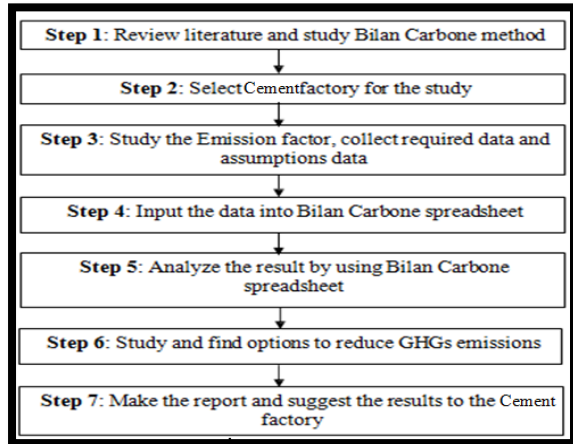 Step 1: Review literature and study Bilan Carbone method
Step 2: Select Cement factory for the study
Step 3: Study the Emission factor, collect required data and
assumptions data
Step 4: Input the data into Bilan Carbone spreadsheet
Step 5: Analyze the result by using Bilan Carbone
spreadsheet
Step 6: Study and find options to reduce GHGs emissions
Step 7: Make the report and suggest the results to the Cement
factory